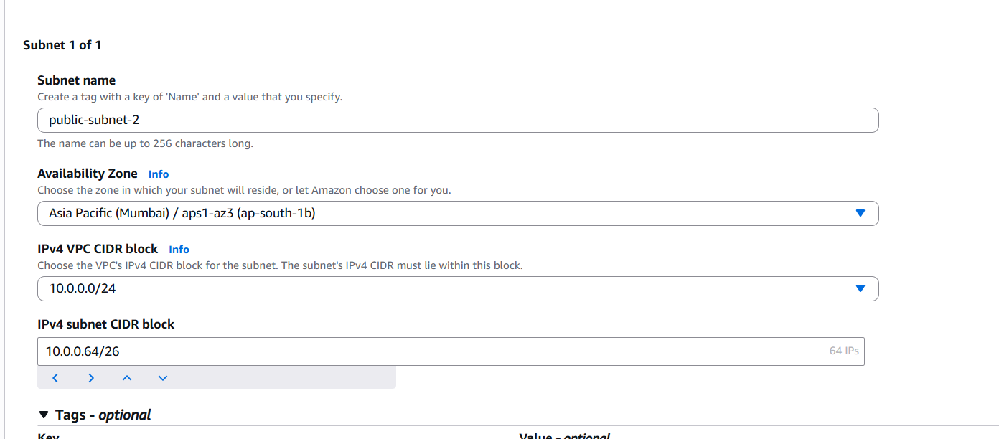 Subnet 1 of 1
Subnet name
Create a tag with a key of 'Name' and a value that you specify.
public-subnet-2
The name can be up to 256 characters long.
Availability Zone Info
Choose the zone in which your subnet will reside, or let Amazon choose one for you.
Asia Pacific (Mumbai) / aps1-az3 (ap-south-1b)
IPv4 VPC CIDR block Info
Choose the VPC's IPv4 CIDR block for the subnet. The subnet's IPv4 CIDR must lie within this block.
10.0.0.0/24
IPv4 subnet CIDR block
10.0.0.64/26 64 IPs
Tags - optional
Key Value - optional